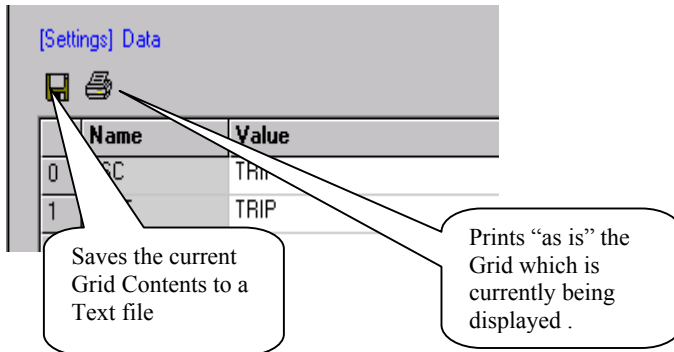 [Settings] Data
Name Value
0
1 TRIP
Saves the current
Grid Contents to a
Text file
Prints “as is” the
Grid which is
currently being
displayed .